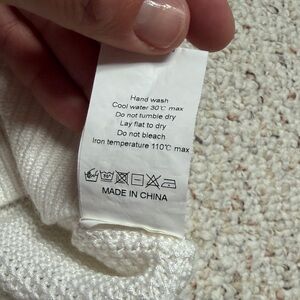 Hand wash
Cool water 30℃ max
Do not tumble dry
Lay flat to dry
Do not bleach
Iron temperature 110℃ max
MADE IN CHINA